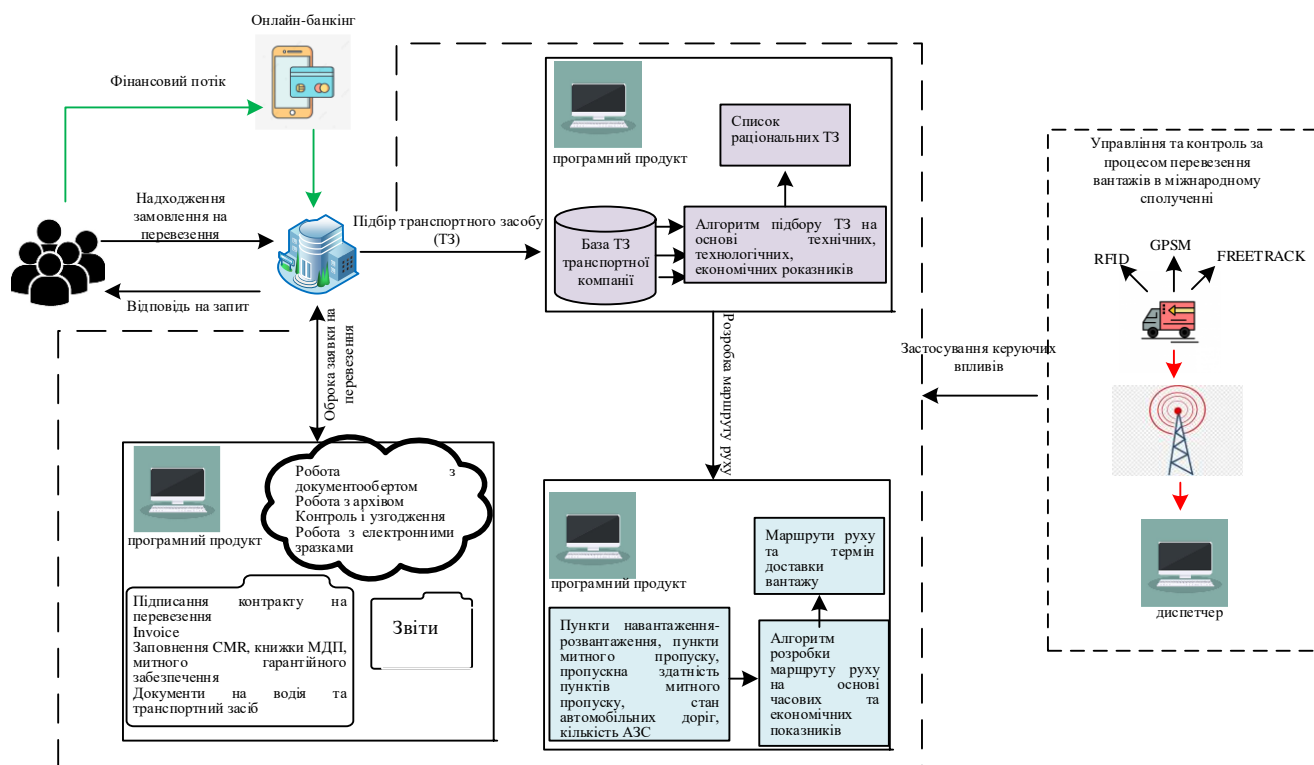 Онлайн-банкінг
Фінансовий потік
Надходження
замовлення на
перевезення
Відповідь на запит
Підбір транспортного засобу
(ТЗ)
програмний продукт
Список
раціональних ТЗ
База ТЗ
транспортної
компанії
Алгоритм підбору ТЗ на
основі технічних,
технологічних,
економічних роказників
Оброка заявки на
перевезення
Розробка маршруту руху
програмний продукт
Робота з
документообертом
Робота з архівом
Контроль і узгодження
Робота з електронними
зразками
Підписання контракту на
перевезення
Invoice
Заповнення CMR, книжки МДП,
митного гарантійного
забезпечення
Документи на водія та
транспортний засіб
Звіти
програмний продукт
Маршрути руху
та термін
доставки
вантажу
Пункти навантаження-
розвантаження, пункти
митного пропуску,
пропускна здатність
пунктів митного
пропуску, стан
автомобільних доріг,
кількість АЗС
Алгоритм
розробки
маршруту руху
на основі
часових та
економічних
показників
Застосування керуючих
впливів
Управління та контроль за
процесом перевезення
вантажів в міжнародному
сполученні
RFID
GPSM
FREETRACK
диспетчер